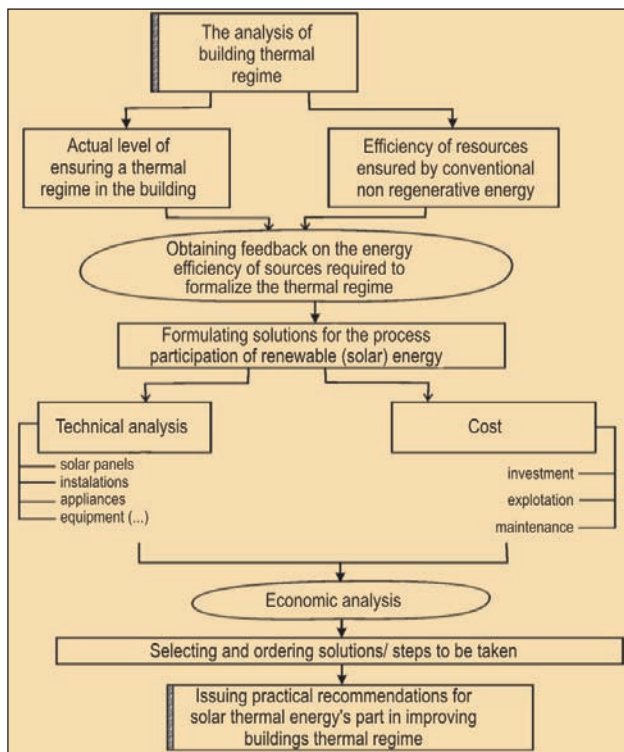 The analysis of
building thermal
regime
Actual level of
ensuring a thermal
regime in the building
Efficiency of resources
ensured by conventional
non regenerative energy
Obtaining feedback on the energy
efficiency of sources required to
formalize the thermal regime
Formulating solutions for the process
participation of renewable (solar) energy
Technical analysis
solar panels
instalations
appliances
equipment (...)
Cost
investment
explotation
maintenance
Economic analysis
Selecting and ordering solutions/ steps to be taken
Issuing practical recommendations for
solar thermal energy's part in improving
buildings thermal regime